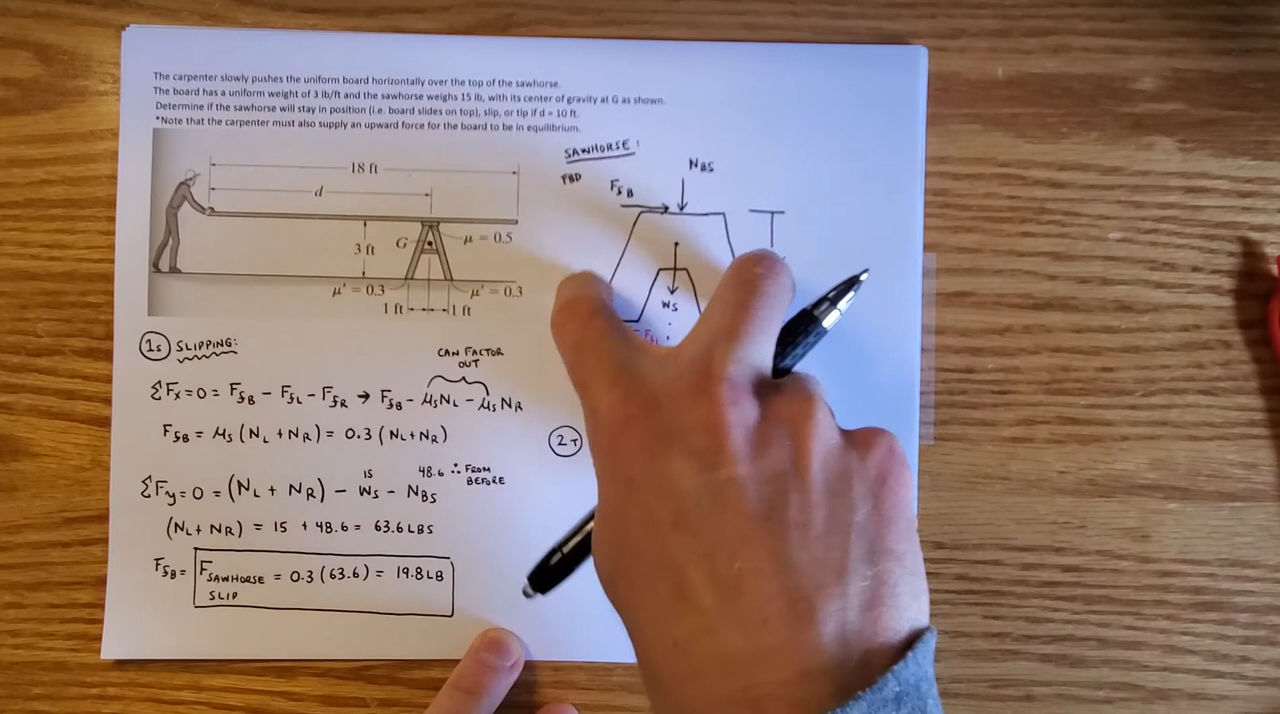 The carpenter slowly pushes the uniform board horizontally over the top of the sawhorse.
The board has a uniform weight of 3 lb/ft and the sawhorse weighs 15 lb, with its center of gravity at G as shown.
Determine if the sawhorse will stay in position (i.e. board slides on top), slip, or tip if d = 10 ft.
*Note that the carpenter must also supply an upward force for the board to be in equilibrium.
18 ft
d
3 ft
G
μ = 0.5
μ' = 0.3
μ' = 0.3
1 ft
1 ft
SAWHORSE:
FBD
FfB
NBS
WS
1s SLIPPING:
CAN FACTOR
OUT
ΣFx=0 = FfB - FfL - FfR → FfB - μsNL - μsNR
FfB = μs (NL + NR) = 0.3 (NL+NR)
15
48.6 ∴ FROM
BEFORE
ΣFy=0 = (NL + NR) - WS - NBS
(NL+NR) = 15 + 48.6 = 63.6 LBS
FfB = FSAWHORSE = 0.3 (63.6) = 19.8 LB
SLIP
2T